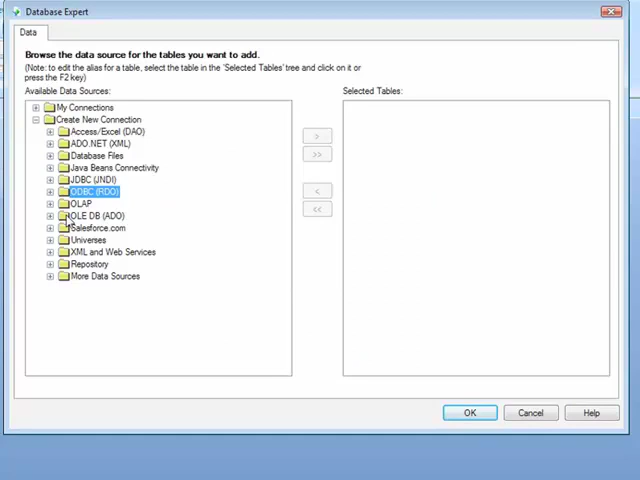 Database Expert
Data
Browse the data source for the tables you want to add.
(Note: to edit the alias for a table, select the table in the 'Selected Tables' tree and click on it or
press the F2 key)
Available Data Sources:
Selected Tables:
My Connections
Create New Connection
Access/Excel (DAO)
ADO.NET (XML)
Database Files
Java Beans Connectivity
JDBC (JNDI)
ODBC (RDO)
OLAP
OLE DB (ADO)
Salesforce.com
Universes
XML and Web Services
Repository
More Data Sources
>
>>
<
<<
OK
Cancel
Help